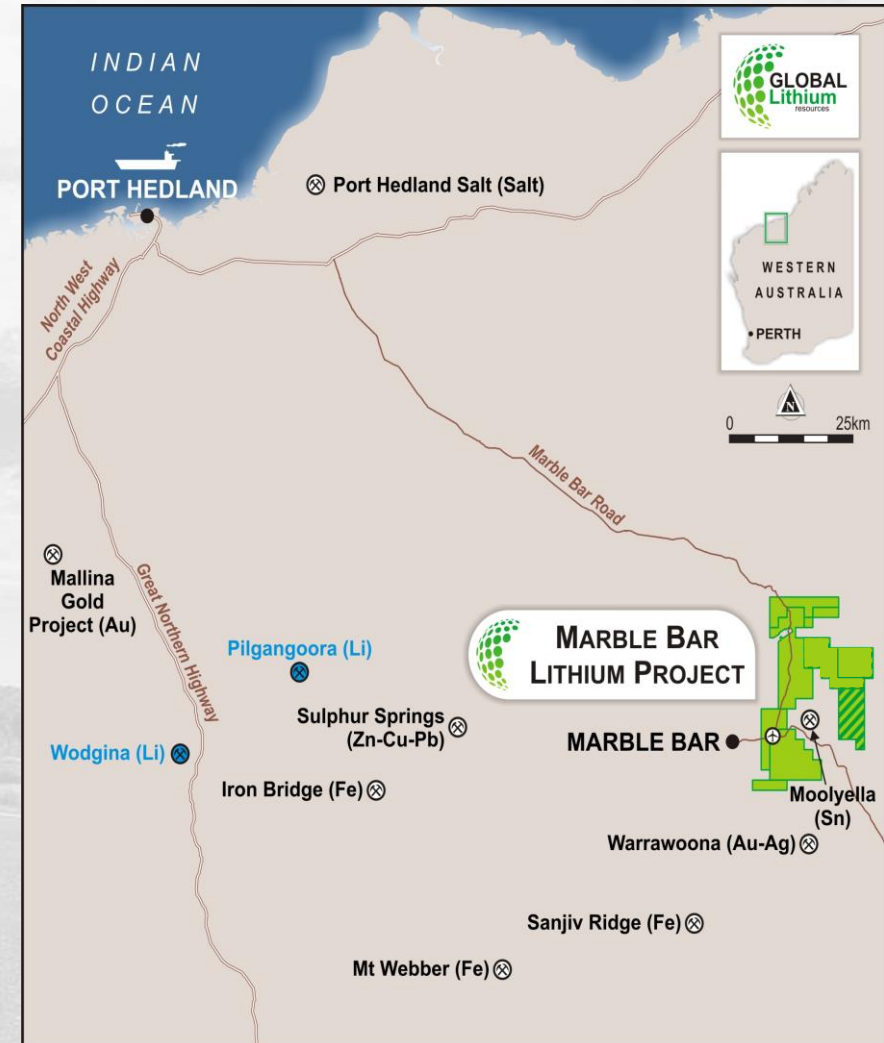 INDIAN
OCEAN
PORT HEDLAND
Port Hedland Salt (Salt)
GLOBAL
Lithium
resources
WESTERN
AUSTRALIA
PERTH
N
0 25km
North West
Coastal Highway
Marble Bar Road
Great Northern Highway
Mallina
Gold
Project (Au)
Pilgangoora (Li)
MARBLE BAR
LITHIUM PROJECT
Sulphur Springs
(Zn-Cu-Pb)
Wodgina (Li)
MARBLE BAR
Iron Bridge (Fe)
Moolyella
(Sn)
Warrawoona (Au-Ag)
Sanjiv Ridge (Fe)
Mt Webber (Fe)